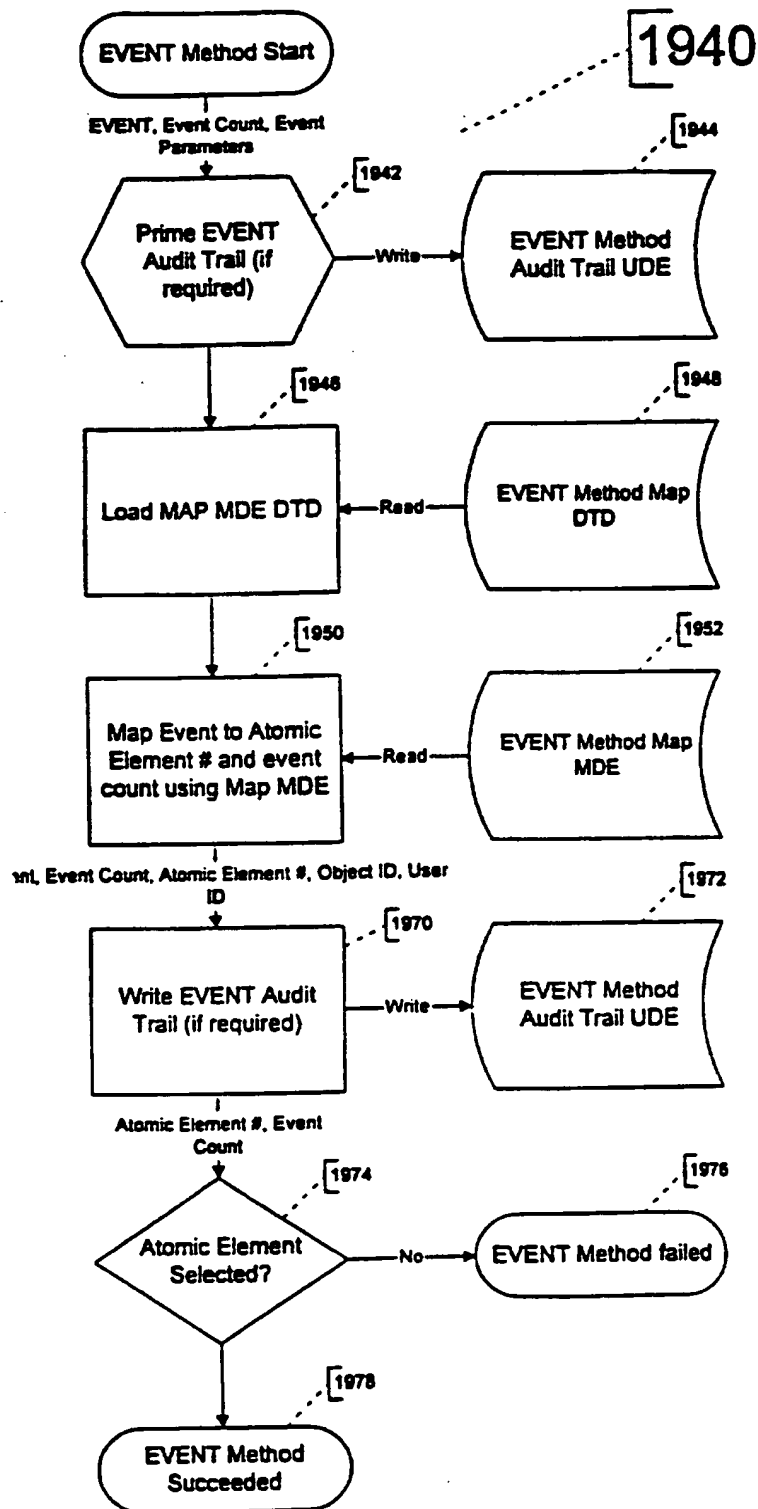 EVENT Method Start
1940
EVENT, Event Count, Event
Parameters
1942
1944
Prime EVENT
Audit Trail (if
required)
Write
EVENT Method
Audit Trail UDE
1946
1948
Load MAP MDE DTD
Read
EVENT Method Map
DTD
1950
1952
Map Event to Atomic
Element # and event
count using Map MDE
Read
EVENT Method Map
MDE
Event Count, Atomic Element #, Object ID, User
ID
1970
1972
Write EVENT Audit
Trail (if required)
Write
EVENT Method
Audit Trail UDE
Atomic Element #, Event
Count
1974
1976
Atomic Element
Selected?
No
EVENT Method failed
1978
EVENT Method
Succeeded